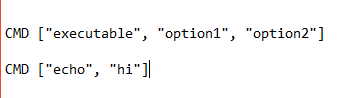 CMD ["executable", "option1", "option2"]
CMD ["echo", "hi"]